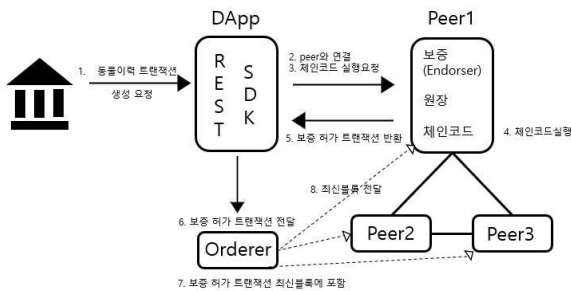 DApp
Peer1
1. 동물이력 트랜잭션
생성 요청
REST
SDK
2. peer와 연결
3. 체인코드 실행요청
보증
(Endorser)
원장
체인코드
4. 체인코드실행
5. 보증 허가 트랜잭션 반환
8. 최신블록 전달
6. 보증 허가 트랜잭션 전달
Orderer
Peer2
Peer3
7. 보증 허가 트랜잭션 최신블록에 포함